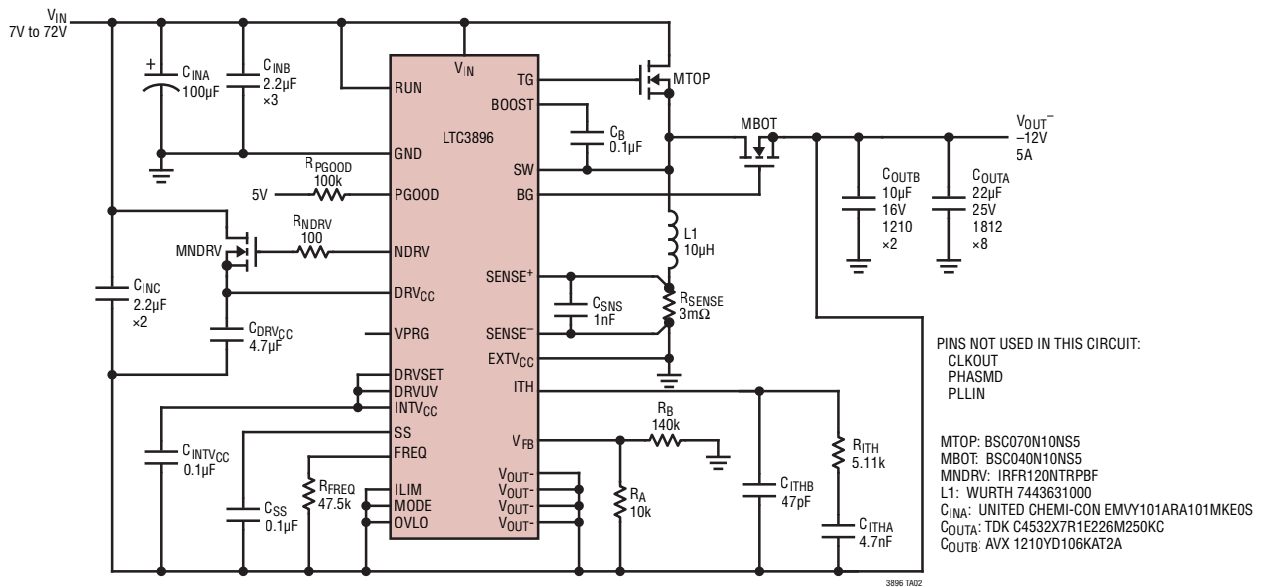 VIN
7V to 72V
+
CINA
100µF
CINB
2.2µF
×3
VIN
RUN
LTC3896
GND
PGOOD
NDRV
DRVCC
VPRG
DRVSET
DRVUV
INTVCC
SS
FREQ
ILIM
MODE
OVLO
TG
BOOST
SW
BG
SENSE+
SENSE–
EXTVCC
ITH
VFB
VOUT-
VOUT-
VOUT-
VOUT-
RPGOOD
100k
5V
RNDRV
100
MNDRV
CINC
2.2µF
×2
CDRVCC
4.7µF
CINTVCC
0.1µF
CSS
0.1µF
RFREQ
47.5k
MTOP
CB
0.1µF
MBOT
L1
10µH
CSNS
1nF
RSENSE
3mΩ
RB
140k
RA
10k
CITHB
47pF
RITH
5.11k
CITHA
4.7nF
VOUT–
–12V
5A
COUTB
10µF
16V
1210
×2
COUTA
22µF
25V
1812
×8
PINS NOT USED IN THIS CIRCUIT:
CLKOUT
PHASMD
PLLIN
MTOP: BSC070N10NS5
MBOT: BSC040N10NS5
MNDRV: IRFR120NTRPBF
L1: WURTH 7443631000
CINA: UNITED CHEMI-CON EMVY101ARA101MKE0S
COUTA: TDK C4532X7R1E226M250KC
COUTB: AVX 1210YD106KAT2A
3896 TA02